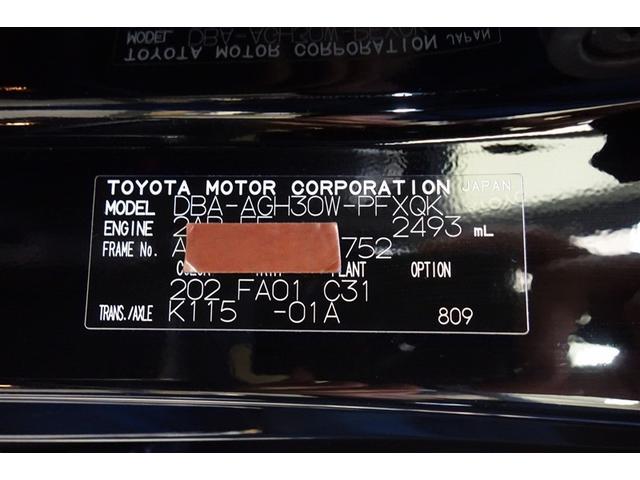 TOYOTA MOTOR CORPORATION JAPAN
MODEL DBA-AGH30W-PFXQK
ENGINE 2493 mL
FRAME No. A 752
PLANT OPTION
202 FA01 C31
TRANS./AXLE K115 -01A 809